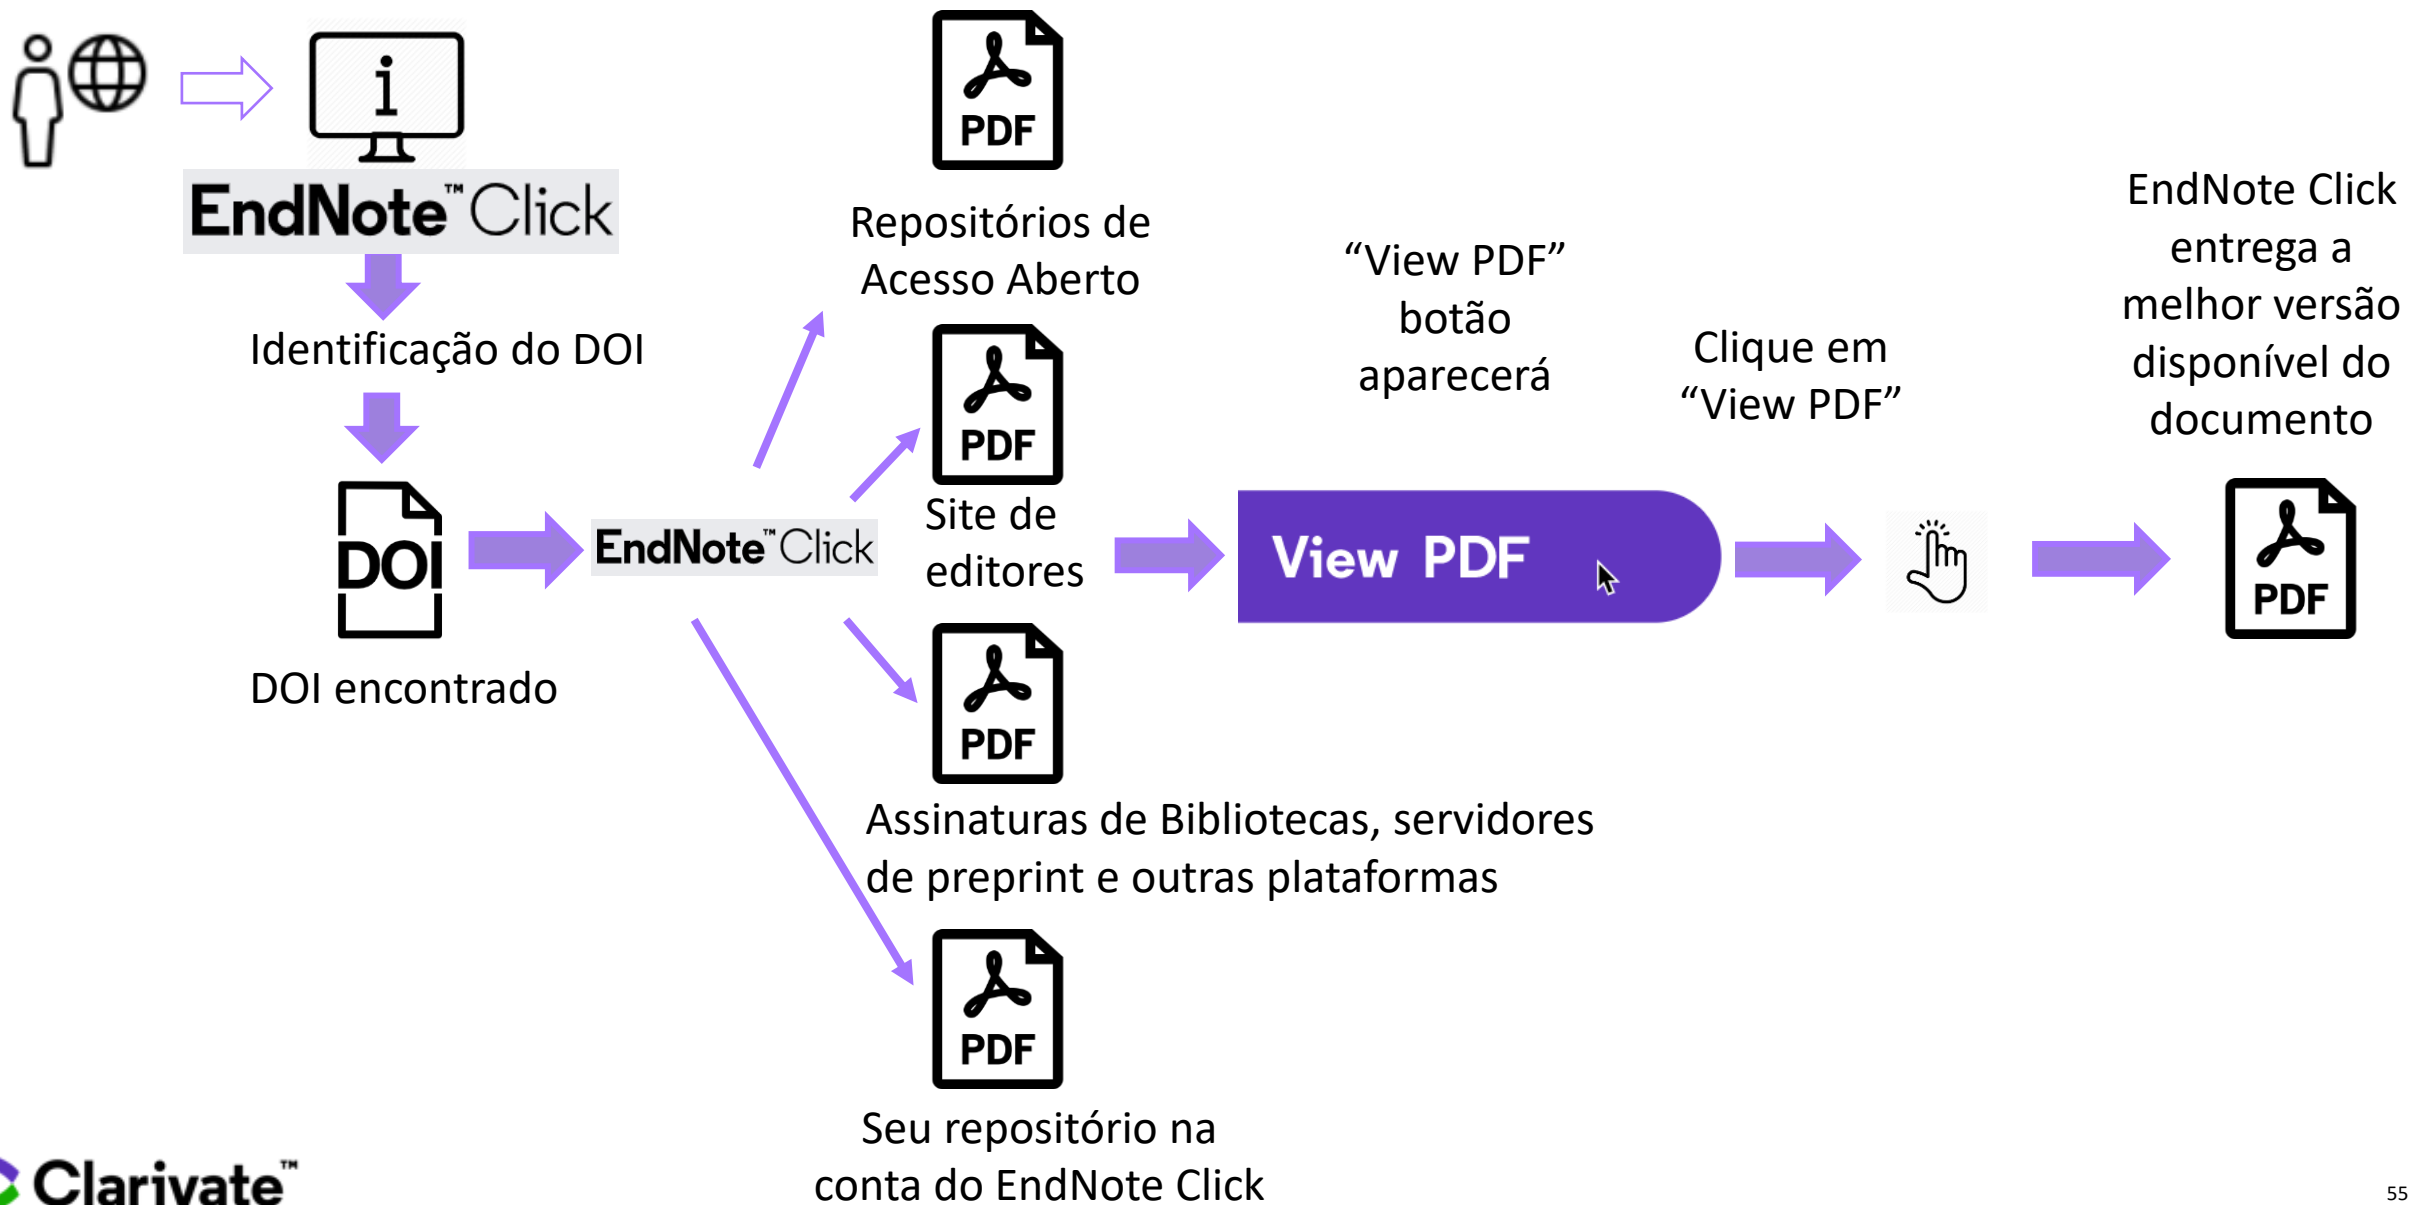 i
EndNote™ Click
Identificação do DOI
DOI
DOI encontrado
EndNote™ Click
PDF
Repositórios de
Acesso Aberto
PDF
Site de
editores
PDF
Assinaturas de Bibliotecas, servidores
de preprint e outras plataformas
PDF
Seu repositório na
conta do EndNote Click
“View PDF”
botão
aparecerá
View PDF
Clique em
“View PDF”
EndNote Click
entrega a
melhor versão
disponível do
documento
PDF
Clarivate™
55